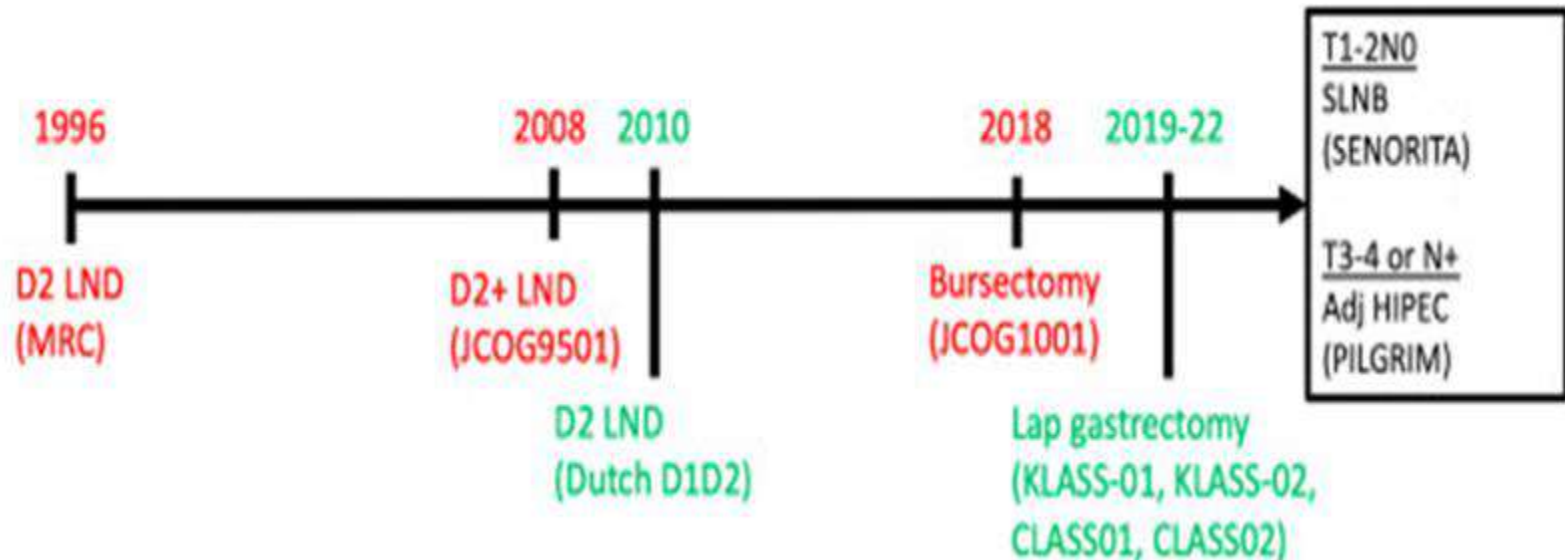 1996
2008
2010
2018
2019-22
D2 LND
(MRC)
D2+ LND
(JCOG9501)
D2 LND
(Dutch D1D2)
Bursectomy
(JCOG1001)
Lap gastrectomy
(KLASS-01, KLASS-02,
CLASS01, CLASS02)
T1-2N0
SLNB
(SENORITA)
T3-4 or N+
Adj HIPEC
(PILGRIM)